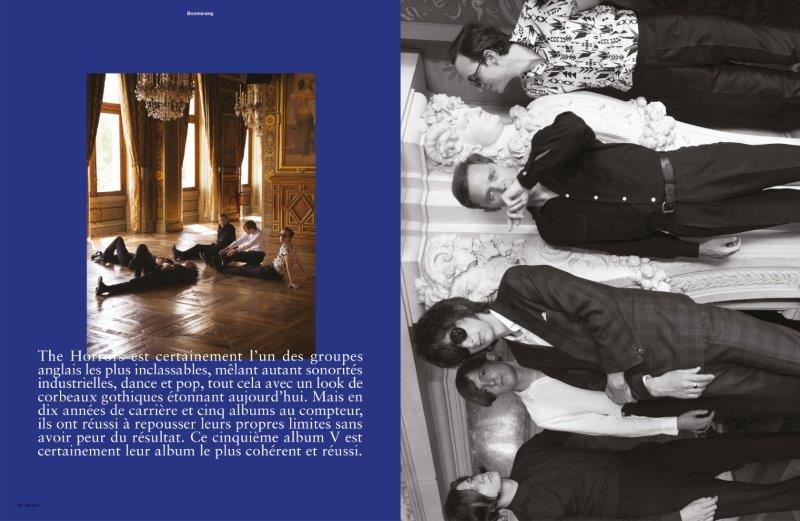 Boomerang
The Horrors est certainement l'un des groupes
anglais les plus inclassables, mêlant autant sonorités
industrielles, dance et pop, tout cela avec un look de
corbeaux gothiques étonnant aujourd'hui. Mais en
dix années de carrière et cinq albums au compteur,
ils ont réussi à repousser leurs propres limites sans
avoir peur du résultat. Ce cinquième album V est
certainement leur album le plus cohérent et réussi.